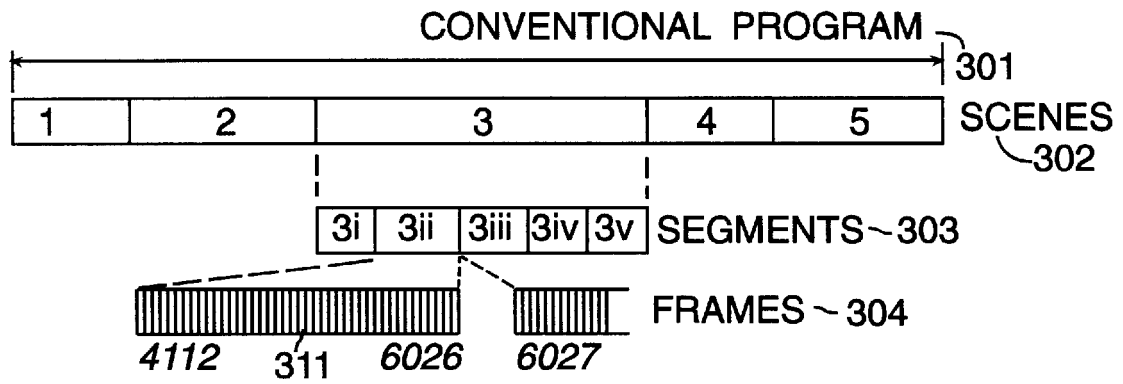 CONVENTIONAL PROGRAM
301
1 2 3 4 5 SCENES
302
3i 3ii 3iii 3iv 3v SEGMENTS 303
FRAMES 304
4112 311 6026 6027